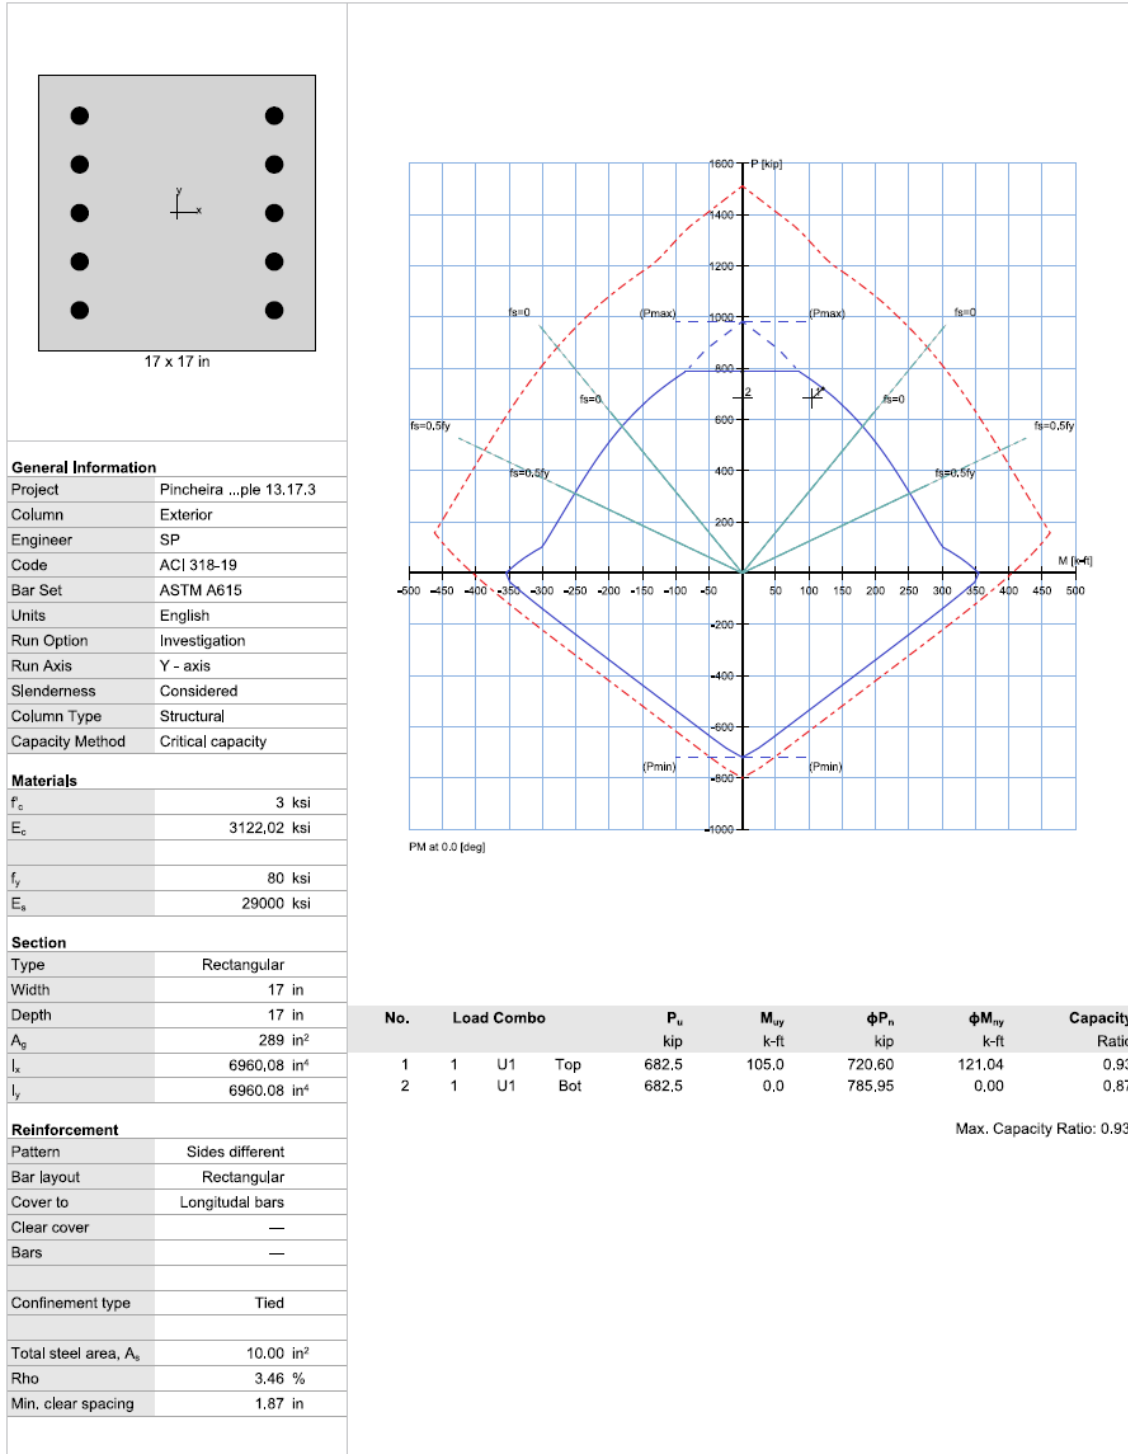 y
x
17 x 17 in
General Information
Project Pincheira ...ple 13.17.3
Column Exterior
Engineer SP
Code ACI 318-19
Bar Set ASTM A615
Units English
Run Option Investigation
Run Axis Y - axis
Slenderness Considered
Column Type Structural
Capacity Method Critical capacity
Materials
f'c 3 ksi
Ec 3122.02 ksi
fy 80 ksi
Es 29000 ksi
Section
Type Rectangular
Width 17 in
Depth 17 in
Ag 289 in²
Ix 6960.08 in⁴
Iy 6960.08 in⁴
Reinforcement
Pattern Sides different
Bar layout Rectangular
Cover to Longitudal bars
Clear cover —
Bars —
Confinement type Tied
Total steel area, As 10.00 in²
Rho 3.46 %
Min. clear spacing 1.87 in
P [kip]
1600
1400
1200
1000
800
600
400
200
-200
-400
-600
-800
-1000
fs=0
(Pmax) (Pmax)
fs=0
2 1
fs=0 fs=0
fs=0.5fy fs=0.5fy
fs=0.5fy fs=0.5fy
M [k-ft]
-500 -450 -400 -350 -300 -250 -200 -150 -100 -50 50 100 150 200 250 300 350 400 450 500
(Pmin) (Pmin)
PM at 0.0 [deg]
No. Load Combo Pu Muy ϕPn ϕMny Capacity
kip k-ft kip k-ft Ratio
1 1 U1 Top 682.5 105.0 720.60 121.04 0.93
2 1 U1 Bot 682.5 0.0 785.95 0.00 0.87
Max. Capacity Ratio: 0.93